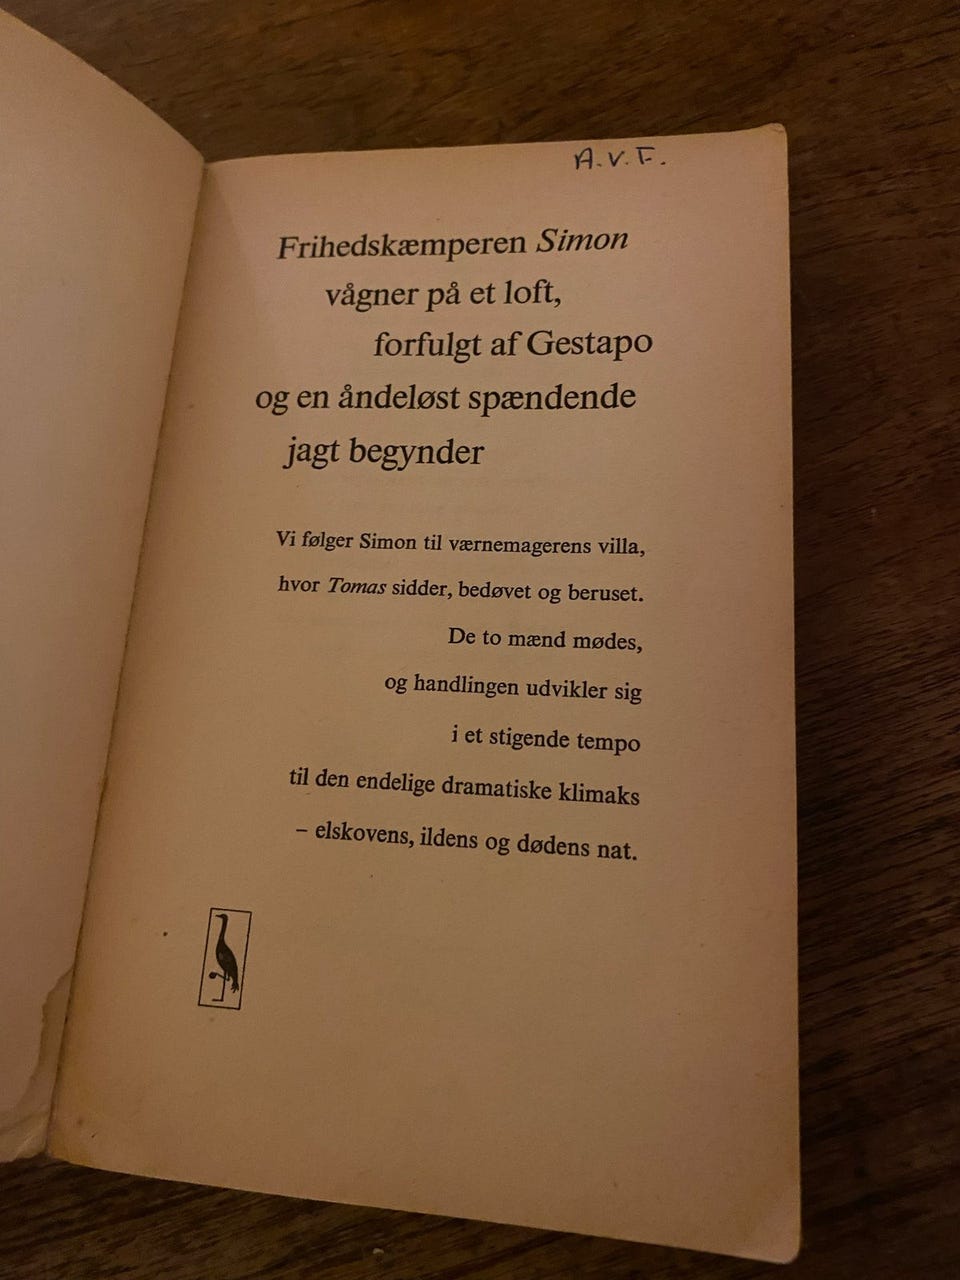 A.V.F.
Frihedskæmperen Simon
vågner på et loft,
forfulgt af Gestapo
og en åndeløst spændende
jagt begynder
Vi følger Simon til værnemagerens villa,
hvor Tomas sidder, bedøvet og beruset.
De to mænd mødes,
og handlingen udvikler sig
i et stigende tempo
til den endelige dramatiske klimaks
– elskovens, ildens og dødens nat.